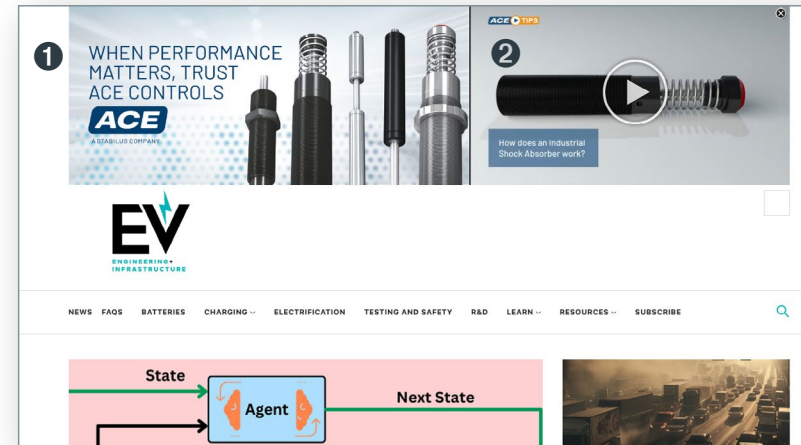 1
WHEN PERFORMANCE
MATTERS, TRUST
ACE CONTROLS
ACE
A STABILUS COMPANY
ACE TIPS
2
How does an Industrial
Shock Absorber work?
EV
ENGINEERING+
INFRASTRUCTURE
NEWS FAQS BATTERIES CHARGING ELECTRIFICATION TESTING AND SAFETY R&D LEARN RESOURCES SUBSCRIBE
State
Agent
Next State